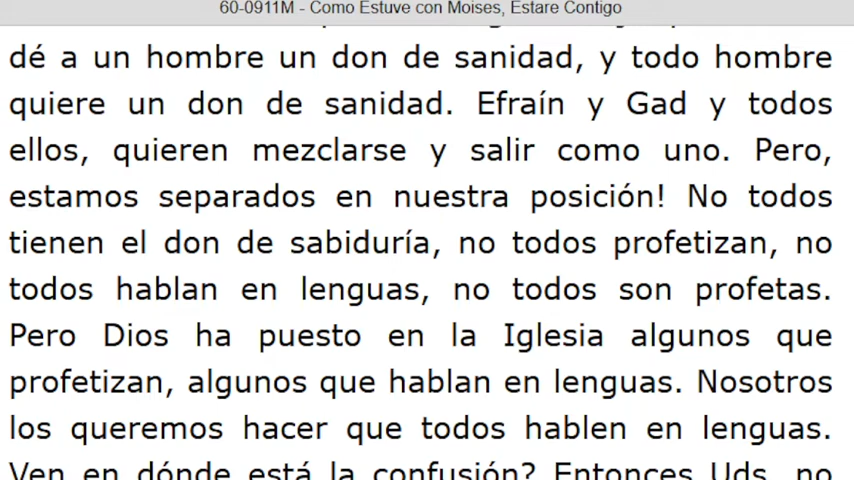 60-0911M - Como Estuve con Moises, Estare Contigo
dé a un hombre un don de sanidad, y todo hombre
quiere un don de sanidad. Efraín y Gad y todos
ellos, quieren mezclarse y salir como uno. Pero,
estamos separados en nuestra posición! No todos
tienen el don de sabiduría, no todos profetizan, no
todos hablan en lenguas, no todos son profetas.
Pero Dios ha puesto en la Iglesia algunos que
profetizan, algunos que hablan en lenguas. Nosotros
los queremos hacer que todos hablen en lenguas.
Ven en dónde está la confusión? Entonces Uds. no